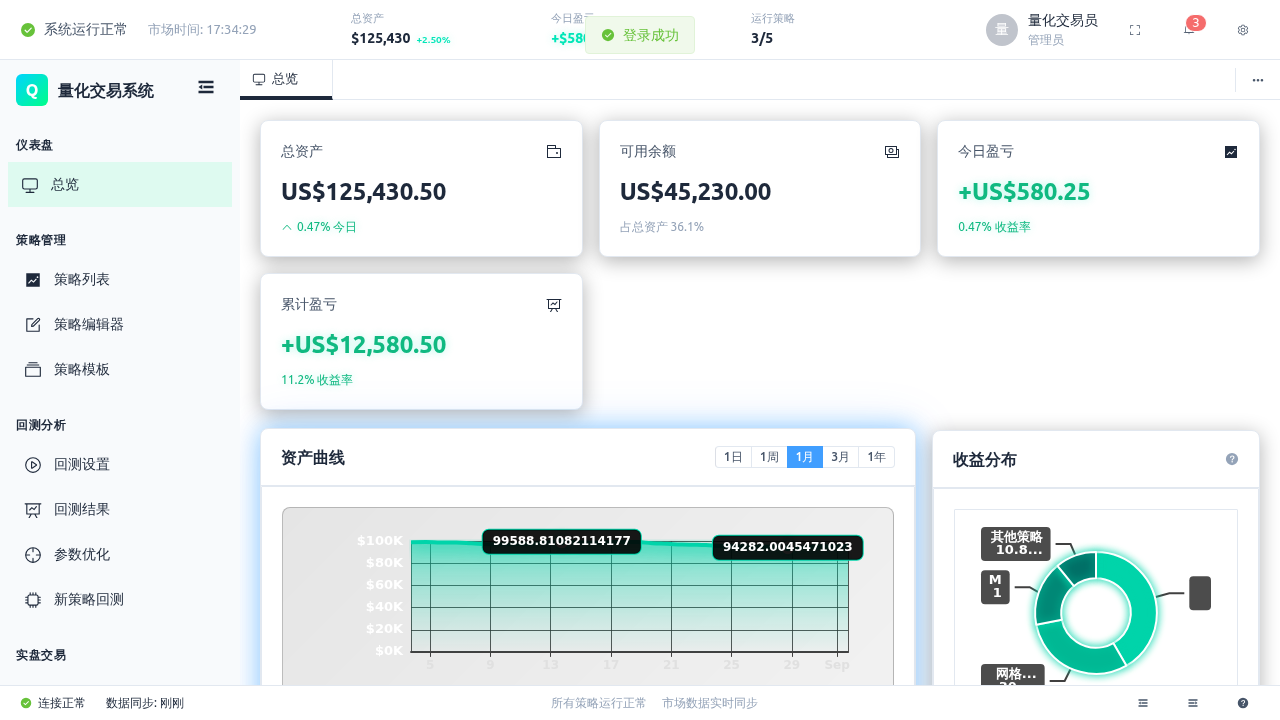 系统运行正常
市场时间: 17:34:29
总资产
$125,430 +2.50%
今日盈亏
+$580
登录成功
运行策略
3/5
量
量化交易员
管理员
3
Q
量化交易系统
总览
仪表盘
总览
策略管理
策略列表
策略编辑器
策略模板
回测分析
回测设置
回测结果
参数优化
新策略回测
实盘交易
总资产
US$125,430.50
0.47% 今日
可用余额
US$45,230.00
占总资产 36.1%
今日盈亏
+US$580.25
0.47% 收益率
累计盈亏
+US$12,580.50
11.2% 收益率
资产曲线
1日
1周
1月
3月
1年
$100K
$80K
$60K
$40K
$20K
$0K
99588.81082114177
94282.0045471023
5
9
13
17
21
25
29
Sep
收益分布
其他策略
10.8...
M
1
网格...
连接正常
数据同步: 刚刚
所有策略运行正常
市场数据实时同步